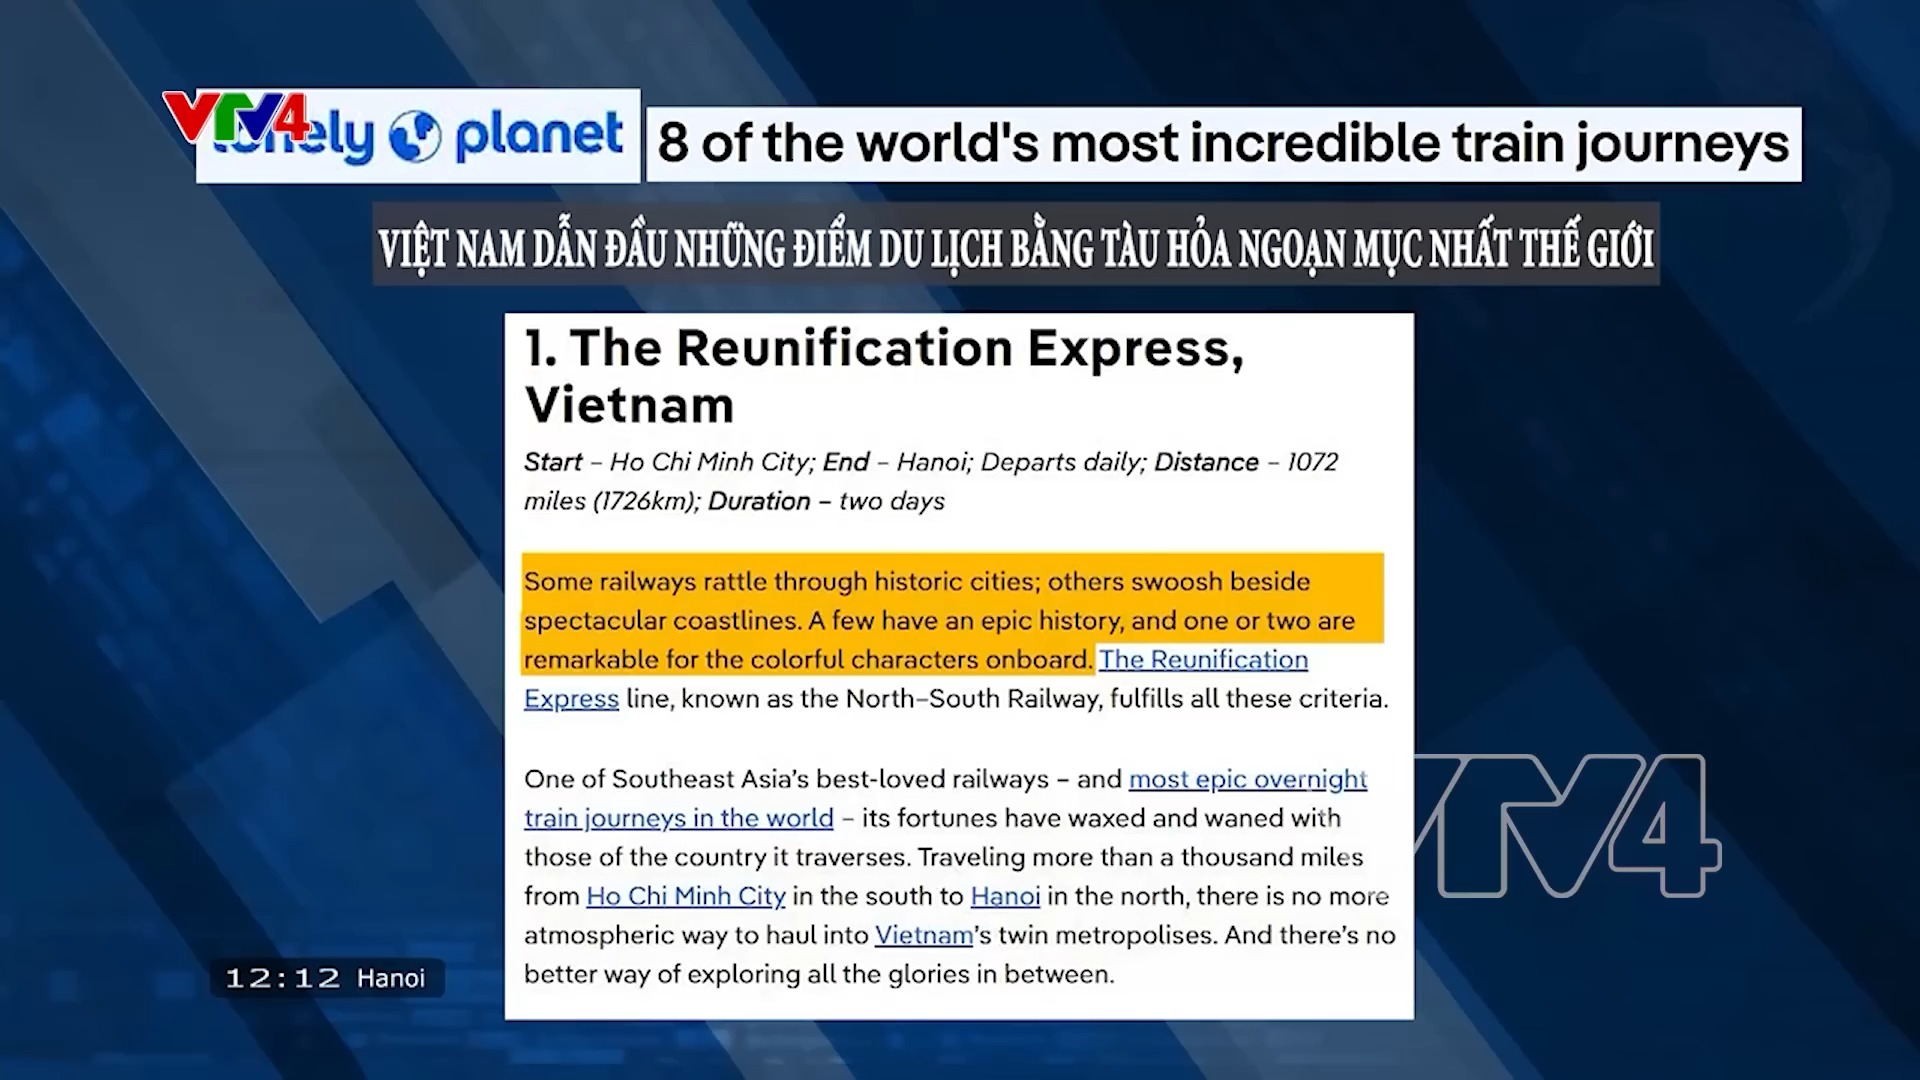 VTV4
lonely planet
8 of the world's most incredible train journeys
VIỆT NAM DẪN ĐẦU NHỮNG ĐIỂM DU LỊCH BẰNG TÀU HỎA NGOẠN MỤC NHẤT THẾ GIỚI
1. The Reunification Express,
Vietnam
Start – Ho Chi Minh City; End – Hanoi; Departs daily; Distance – 1072
miles (1726km); Duration – two days
Some railways rattle through historic cities; others swoosh beside
spectacular coastlines. A few have an epic history, and one or two are
remarkable for the colorful characters onboard. The Reunification
Express line, known as the North–South Railway, fulfills all these criteria.
One of Southeast Asia’s best-loved railways – and most epic overnight
train journeys in the world – its fortunes have waxed and waned with
those of the country it traverses. Traveling more than a thousand miles
from Ho Chi Minh City in the south to Hanoi in the north, there is no more
atmospheric way to haul into Vietnam’s twin metropolises. And there’s no
better way of exploring all the glories in between.
VTV4
12:12 Hanoi